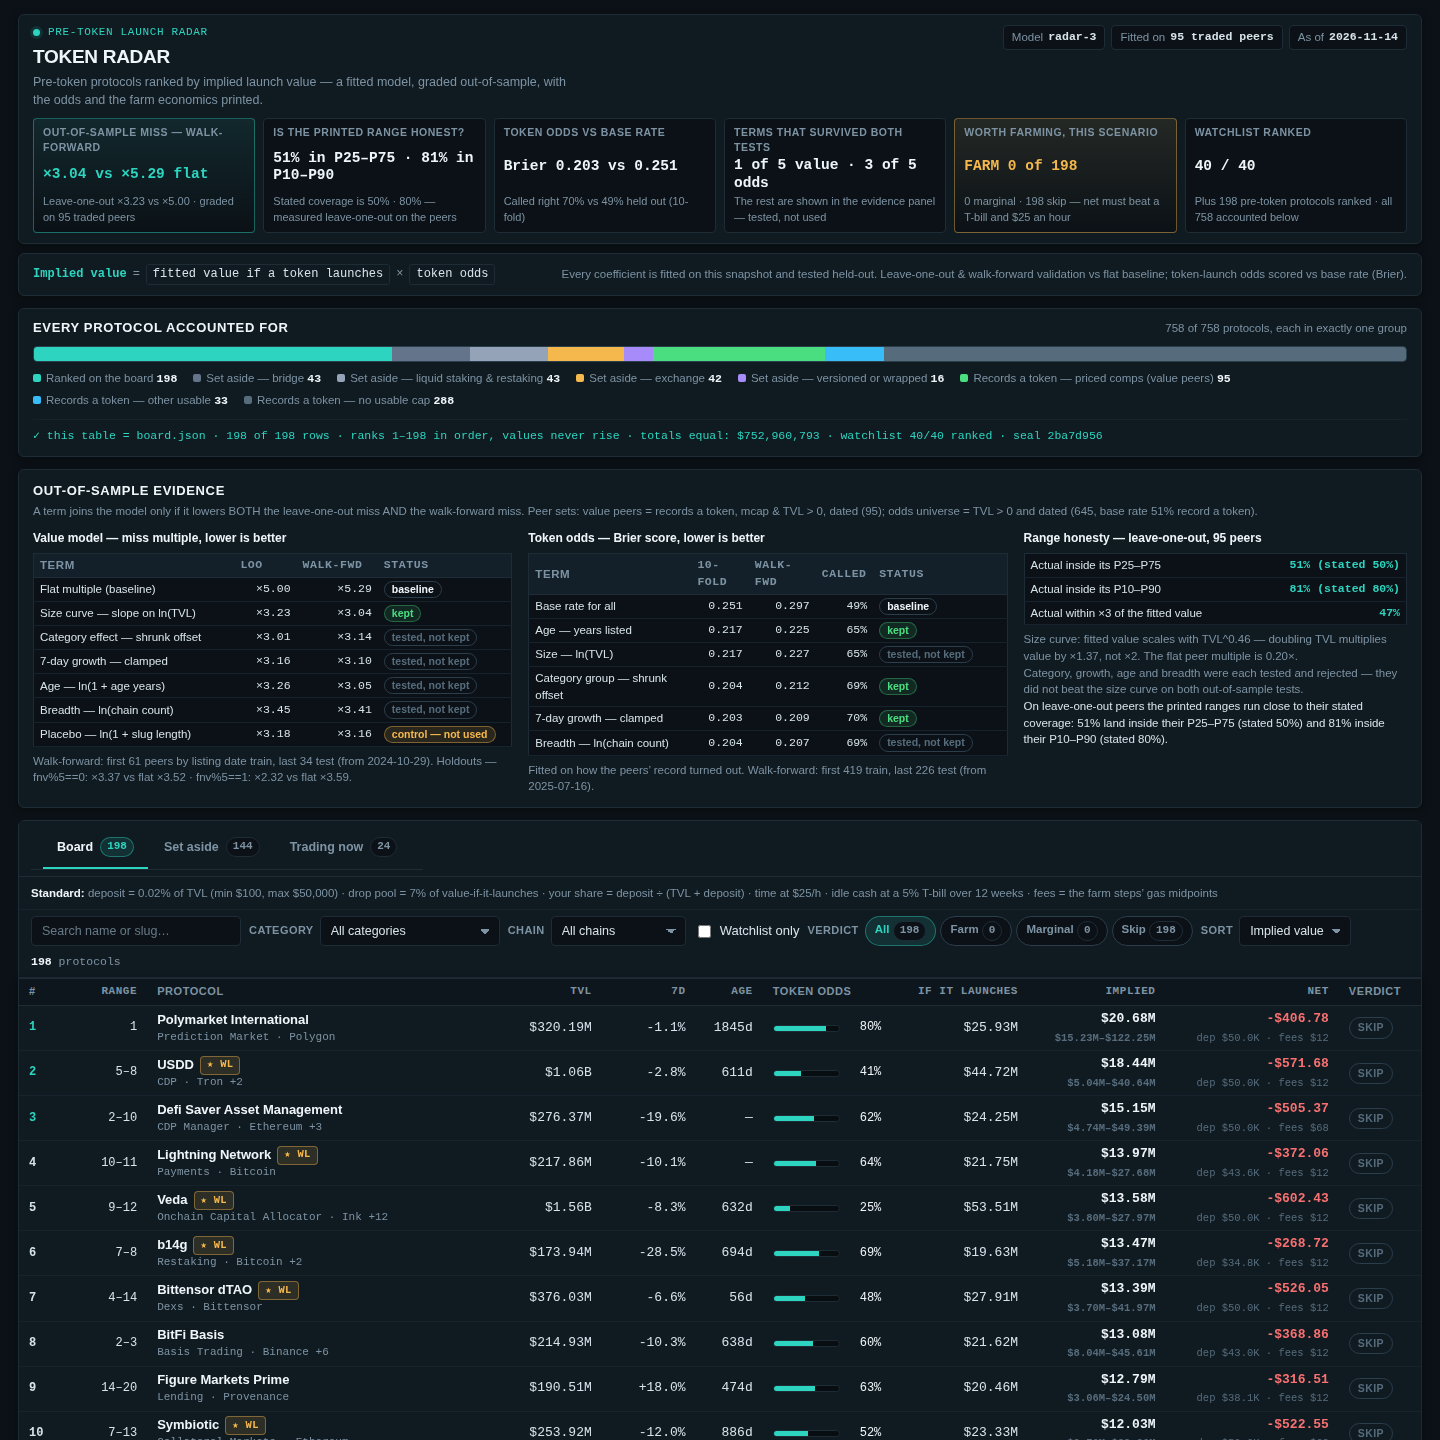 PRE-TOKEN LAUNCH RADAR
TOKEN RADAR
Pre-token protocols ranked by implied launch value — a fitted model, graded out-of-sample, with
the odds and the farm economics printed.
Model radar-3
Fitted on 95 traded peers
As of 2026-11-14
OUT-OF-SAMPLE MISS — WALK-
FORWARD
×3.04 vs ×5.29 flat
Leave-one-out ×3.23 vs ×5.00 · graded
on 95 traded peers
IS THE PRINTED RANGE HONEST?
51% in P25–P75 · 81% in
P10–P90
Stated coverage is 50% · 80% —
measured leave-one-out on the peers
TOKEN ODDS VS BASE RATE
Brier 0.203 vs 0.251
Called right 70% vs 49% held out (10-
fold)
TERMS THAT SURVIVED BOTH
TESTS
1 of 5 value · 3 of 5
odds
The rest are shown in the evidence panel
— tested, not used
WORTH FARMING, THIS SCENARIO
FARM 0 of 198
0 marginal · 198 skip — net must beat a
T-bill and $25 an hour
WATCHLIST RANKED
40 / 40
Plus 198 pre-token protocols ranked · all
758 accounted below
Implied value = fitted value if a token launches × token odds
Every coefficient is fitted on this snapshot and tested held-out. Leave-one-out & walk-forward validation vs flat baseline; token-launch odds scored vs base rate (Brier).
EVERY PROTOCOL ACCOUNTED FOR
758 of 758 protocols, each in exactly one group
Ranked on the board 198 Set aside — bridge 43 Set aside — liquid staking & restaking 43 Set aside — exchange 42 Set aside — versioned or wrapped 16 Records a token — priced comps (value peers) 95
Records a token — other usable 33 Records a token — no usable cap 288
✓ this table = board.json · 198 of 198 rows · ranks 1–198 in order, values never rise · totals equal: $752,960,793 · watchlist 40/40 ranked · seal 2ba7d956
OUT-OF-SAMPLE EVIDENCE
A term joins the model only if it lowers BOTH the leave-one-out miss AND the walk-forward miss. Peer sets: value peers = records a token, mcap & TVL > 0, dated (95); odds universe = TVL > 0 and dated (645, base rate 51% record a token).
Value model — miss multiple, lower is better
TERM LOO WALK-FWD STATUS
Flat multiple (baseline) ×5.00 ×5.29 baseline
Size curve — slope on ln(TVL) ×3.23 ×3.04 kept
Category effect — shrunk offset ×3.01 ×3.14 tested, not kept
7-day growth — clamped ×3.16 ×3.10 tested, not kept
Age — ln(1 + age years) ×3.26 ×3.05 tested, not kept
Breadth — ln(chain count) ×3.45 ×3.41 tested, not kept
Placebo — ln(1 + slug length) ×3.18 ×3.16 control — not used
Walk-forward: first 61 peers by listing date train, last 34 test (from 2024-10-29). Holdouts —
fnv%5==0: ×3.37 vs flat ×3.52 · fnv%5==1: ×2.32 vs flat ×3.59.
Token odds — Brier score, lower is better
TERM 10-FOLD WALK-FWD CALLED STATUS
Base rate for all 0.251 0.297 49% baseline
Age — years listed 0.217 0.225 65% kept
Size — ln(TVL) 0.217 0.227 65% tested, not kept
Category group — shrunk
offset 0.204 0.212 69% kept
7-day growth — clamped 0.203 0.209 70% kept
Breadth — ln(chain count) 0.204 0.207 69% tested, not kept
Fitted on how the peers' record turned out. Walk-forward: first 419 train, last 226 test (from
2025-07-16).
Range honesty — leave-one-out, 95 peers
Actual inside its P25–P75 51% (stated 50%)
Actual inside its P10–P90 81% (stated 80%)
Actual within ×3 of the fitted value 47%
Size curve: fitted value scales with TVL^0.46 — doubling TVL multiplies
value by ×1.37, not ×2. The flat peer multiple is 0.20×.
Category, growth, age and breadth were each tested and rejected — they
did not beat the size curve on both out-of-sample tests.
On leave-one-out peers the printed ranges run close to their stated
coverage: 51% land inside their P25–P75 (stated 50%) and 81% inside
their P10–P90 (stated 80%).
Board 198 Set aside 144 Trading now 24
Standard: deposit = 0.02% of TVL (min $100, max $50,000) · drop pool = 7% of value-if-it-launches · your share = deposit ÷ (TVL + deposit) · time at $25/h · idle cash at a 5% T-bill over 12 weeks · fees = the farm steps' gas midpoints
Search name or slug… CATEGORY All categories CHAIN All chains Watchlist only VERDICT All 198 Farm 0 Marginal 0 Skip 198 SORT Implied value
198 protocols
# RANGE PROTOCOL TVL 7D AGE TOKEN ODDS IF IT LAUNCHES IMPLIED NET VERDICT
1 1 Polymarket International $320.19M -1.1% 1845d 80% $25.93M $20.68M -$406.78 SKIP
Prediction Market · Polygon $15.23M–$122.25M dep $50.0K · fees $12
2 5–8 USDD ★ WL $1.06B -2.8% 611d 41% $44.72M $18.44M -$571.68 SKIP
CDP · Tron +2 $5.04M–$40.64M dep $50.0K · fees $12
3 2–10 Defi Saver Asset Management $276.37M -19.6% — 62% $24.25M $15.15M -$505.37 SKIP
CDP Manager · Ethereum +3 $4.74M–$49.39M dep $50.0K · fees $68
4 10–11 Lightning Network ★ WL $217.86M -10.1% — 64% $21.75M $13.97M -$372.06 SKIP
Payments · Bitcoin $4.18M–$27.68M dep $43.6K · fees $12
5 9–12 Veda ★ WL $1.56B -8.3% 632d 25% $53.51M $13.58M -$602.43 SKIP
Onchain Capital Allocator · Ink +12 $3.80M–$27.97M dep $50.0K · fees $12
6 7–8 b14g ★ WL $173.94M -28.5% 694d 69% $19.63M $13.47M -$268.72 SKIP
Restaking · Bitcoin +2 $5.18M–$37.17M dep $34.8K · fees $12
7 4–14 Bittensor dTAO ★ WL $376.03M -6.6% 56d 48% $27.91M $13.39M -$526.05 SKIP
Dexs · Bittensor $3.70M–$41.97M dep $50.0K · fees $12
8 2–3 BitFi Basis $214.93M -10.3% 638d 60% $21.62M $13.08M -$368.86 SKIP
Basis Trading · Binance +6 $8.04M–$45.61M dep $43.0K · fees $12
9 14–20 Figure Markets Prime $190.51M +18.0% 474d 63% $20.46M $12.79M -$316.51 SKIP
Lending · Provenance $3.06M–$24.50M dep $38.1K · fees $12
10 7–13 Symbiotic ★ WL $253.92M -12.0% 886d 52% $23.33M $12.03M -$522.55 SKIP